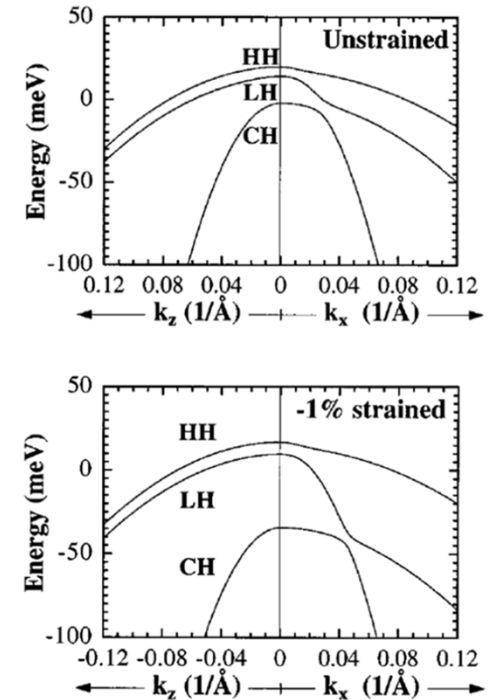 50
Unstrained
HH
LH
CH
0
-50
-100
Energy (meV)
0.12 0.08 0.04 0 0.04 0.08 0.12
kz (1/Å) kx (1/Å)
50
-1% strained
HH
LH
CH
0
-50
-100
Energy (meV)
-0.12 -0.08 -0.04 0 0.04 0.08 0.12
kz (1/Å) kx (1/Å)